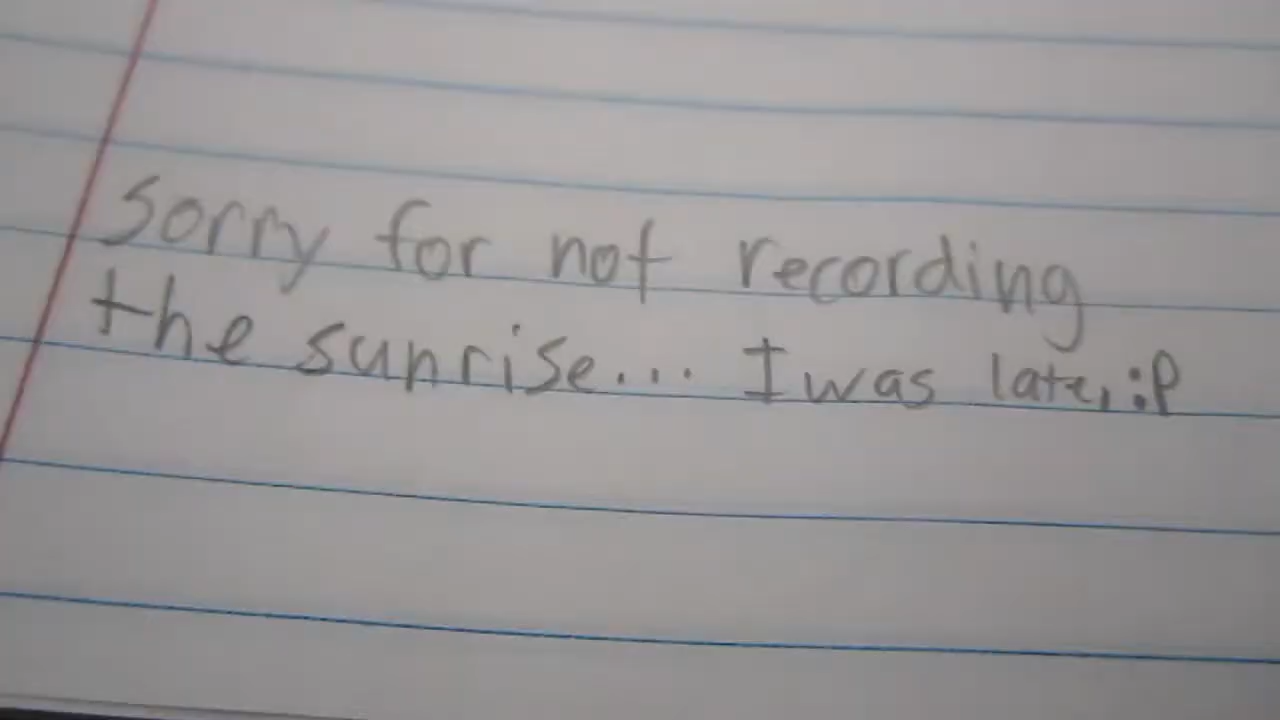 Sorry for not recording
the sunrise... I was late, :P